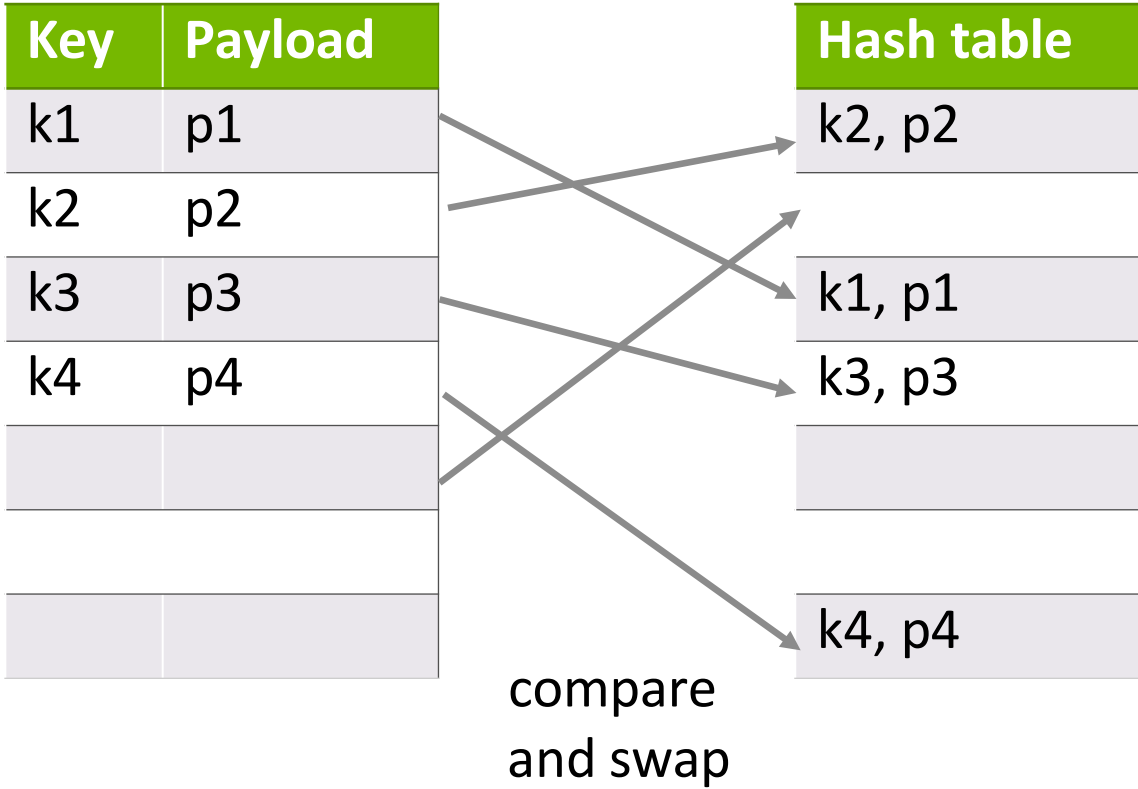 Key Payload Hash table
k1 p1 k2, p2
k2 p2
k3 p3 k1, p1
k4 p4 k3, p3
k4, p4
compare
and swap